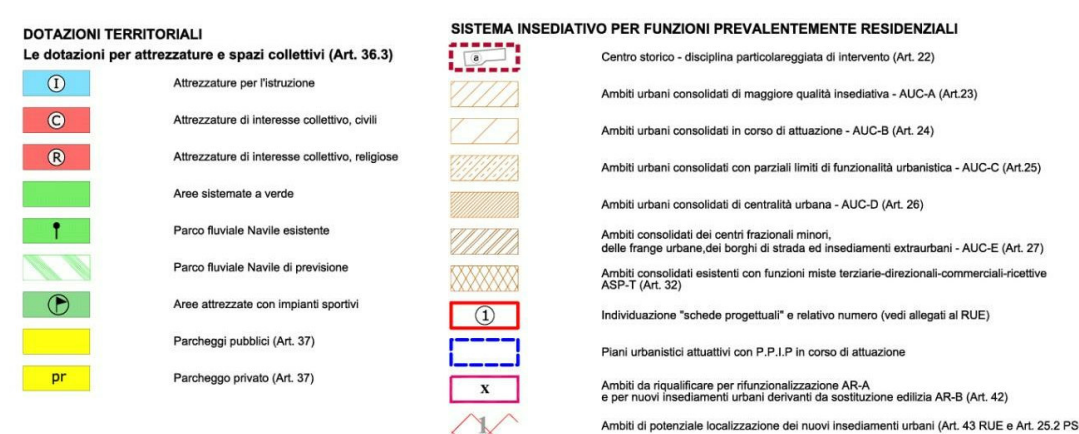 DOTAZIONI TERRITORIALI
Le dotazioni per attrezzature e spazi collettivi (Art. 36.3)
I
Attrezzature per l'istruzione
C
Attrezzature di interesse collettivo, civili
R
Attrezzature di interesse collettivo, religiose
Aree sistemate a verde
Parco fluviale Navile esistente
Parco fluviale Navile di previsione
Aree attrezzate con impianti sportivi
Parcheggi pubblici (Art. 37)
pr
Parcheggo privato (Art. 37)
SISTEMA INSEDIATIVO PER FUNZIONI PREVALENTEMENTE RESIDENZIALI
a
Centro storico - disciplina particolareggiata di intervento (Art. 22)
Ambiti urbani consolidati di maggiore qualità insediativa - AUC-A (Art.23)
Ambiti urbani consolidati in corso di attuazione - AUC-B (Art. 24)
Ambiti urbani consolidati con parziali limiti di funzionalità urbanistica - AUC-C (Art.25)
Ambiti urbani consolidati di centralità urbana - AUC-D (Art. 26)
Ambiti consolidati dei centri frazionali minori,
delle frange urbane,dei borghi di strada ed insediamenti extraurbani - AUC-E (Art. 27)
Ambiti consolidati esistenti con funzioni miste terziarie-direzionali-commerciali-ricettive
ASP-T (Art. 32)
1
Individuazione "schede progettuali" e relativo numero (vedi allegati al RUE)
Piani urbanistici attuattivi con P.P.I.P in corso di attuazione
x
Ambiti da riqualificare per rifunzionalizzazione AR-A
e per nuovi insediamenti urbani derivanti da sostituzione edilizia AR-B (Art. 42)
1
Ambiti di potenziale localizzazione dei nuovi insediamenti urbani (Art. 43 RUE e Art. 25.2 PS